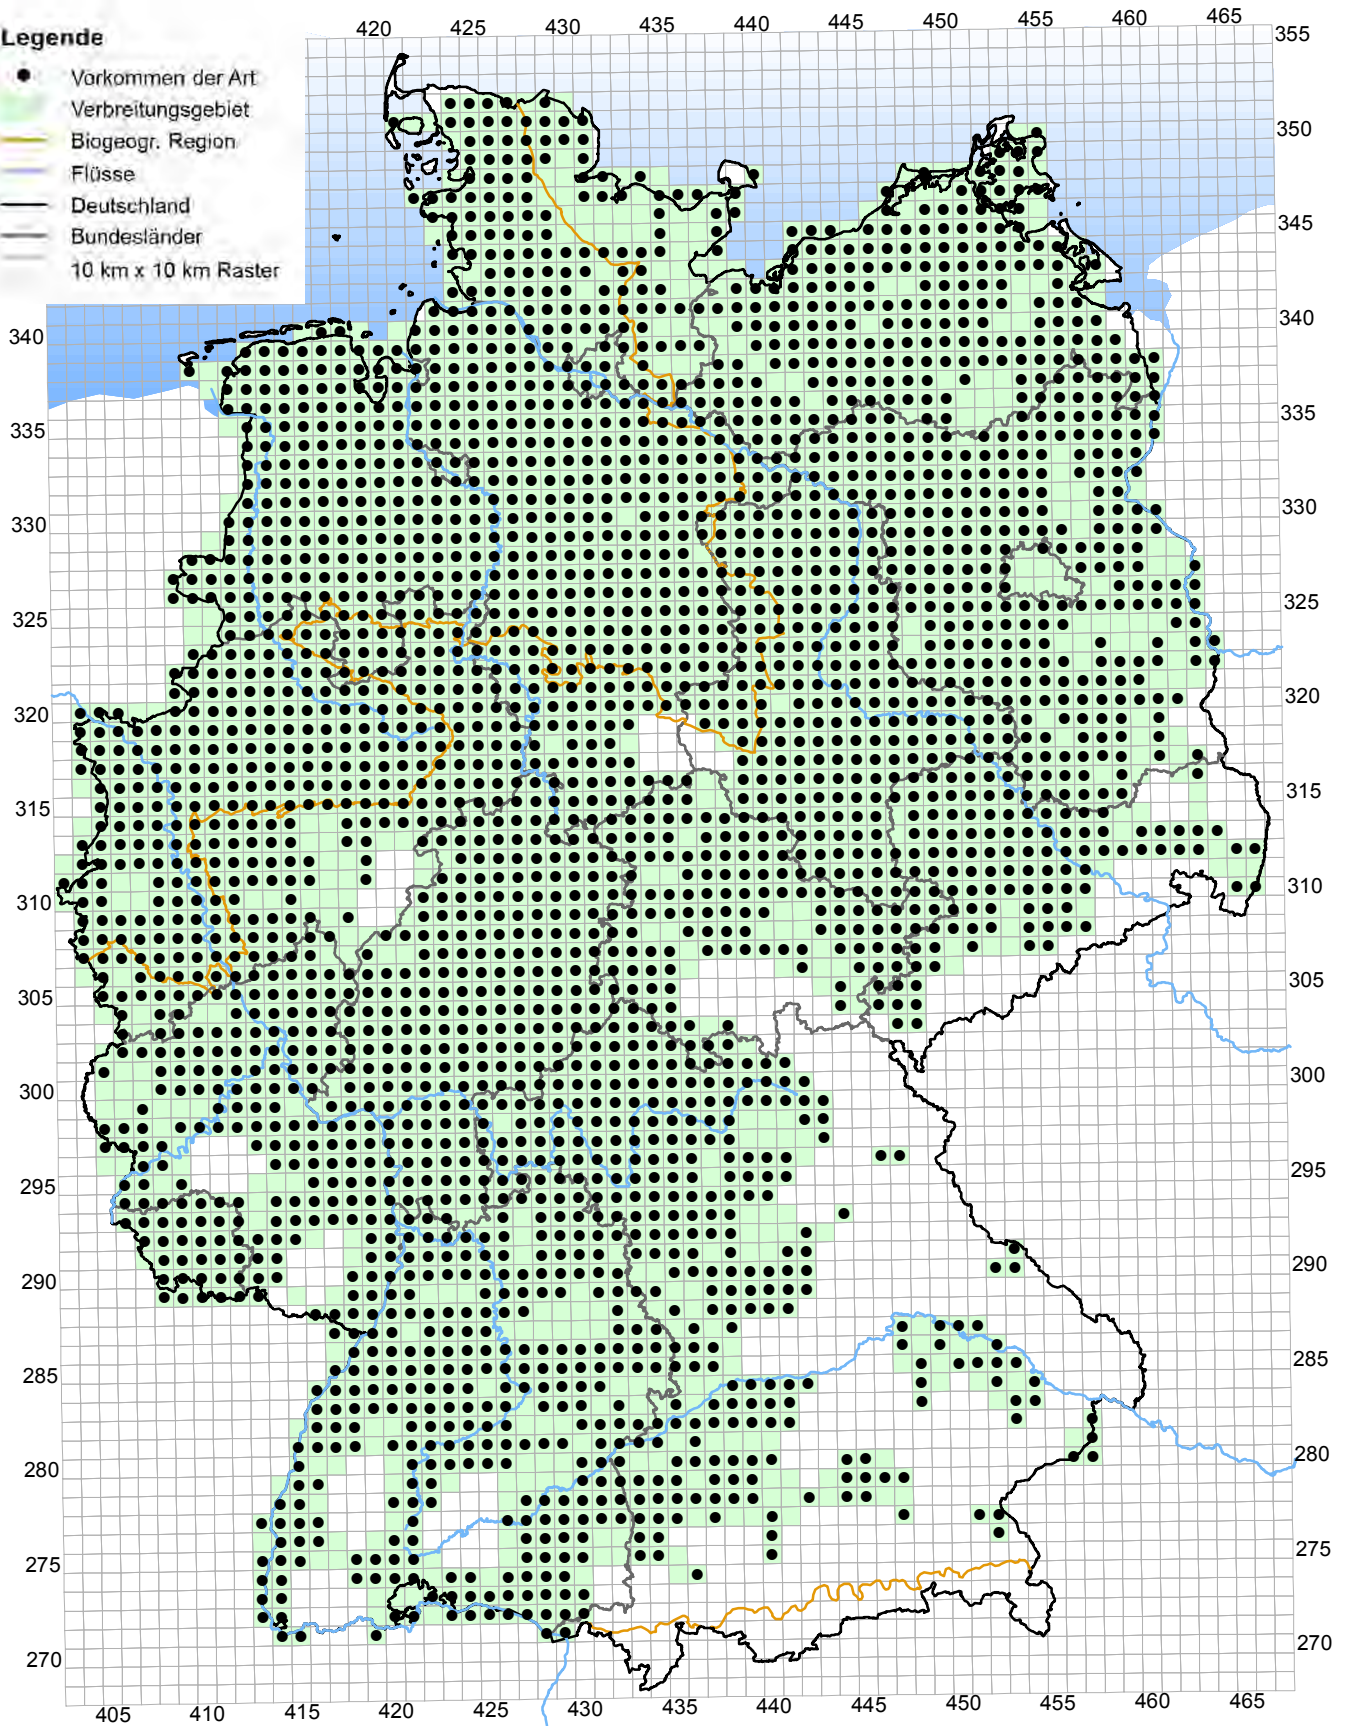 420 425 430 435 440 445 450 455 460 465
Legende
Vorkommen der Art
Verbreitungsgebiet
Biogeogr. Region
Flüsse
Deutschland
Bundesländer
10 km x 10 km Raster
355
350
345
340 340
335 335
330 330
325 325
320 320
315 315
310 310
305 305
300 300
295 295
290 290
285 285
280 280
275 275
270 270
405 410 415 420 425 430 435 440 445 450 455 460 465